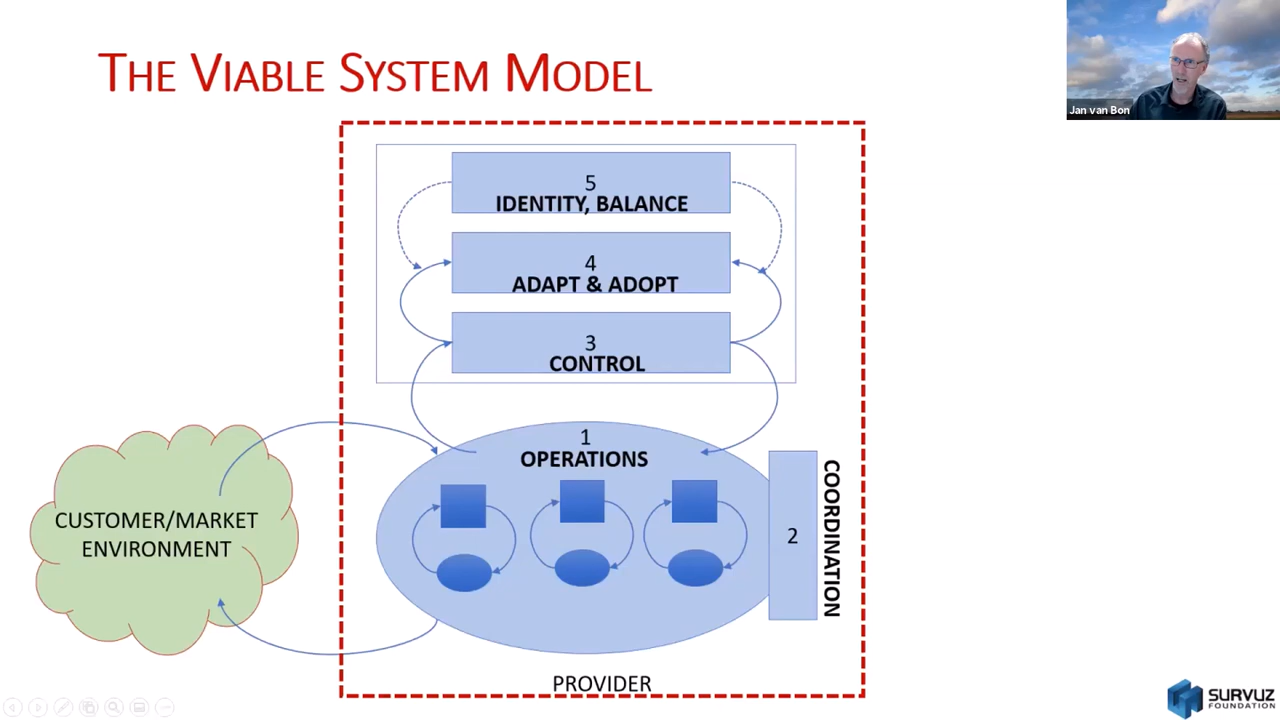 THE VIABLE SYSTEM MODEL
Jan van Bon
5
IDENTITY, BALANCE
4
ADAPT & ADOPT
3
CONTROL
1
OPERATIONS
2
COORDINATION
CUSTOMER/MARKET
ENVIRONMENT
PROVIDER
SURVUZ
FOUNDATION